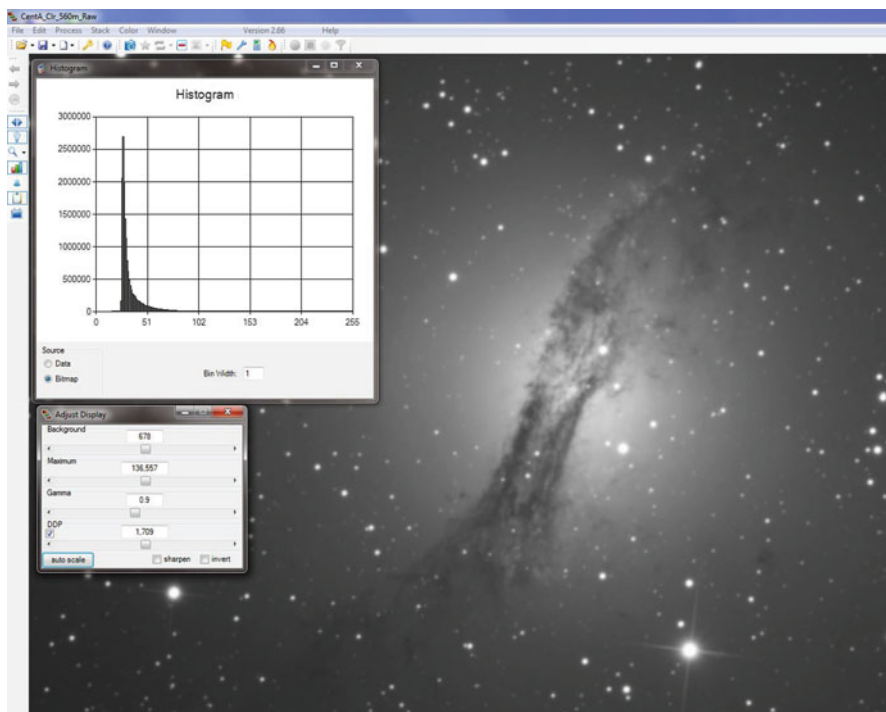 CentA_Clr_560m_Raw
File Edit Process Stack Color Window Version 2.66 Help
Histogram
Histogram
3000000
2500000
2000000
1500000
1000000
500000
0
0 51 102 153 204 255
Source
Data
Bitmap
Bin Width: 1
Adjust Display
Background
678
Maximum
136,557
Gamma
0.9
DDP
1,709
auto scale sharpen invert